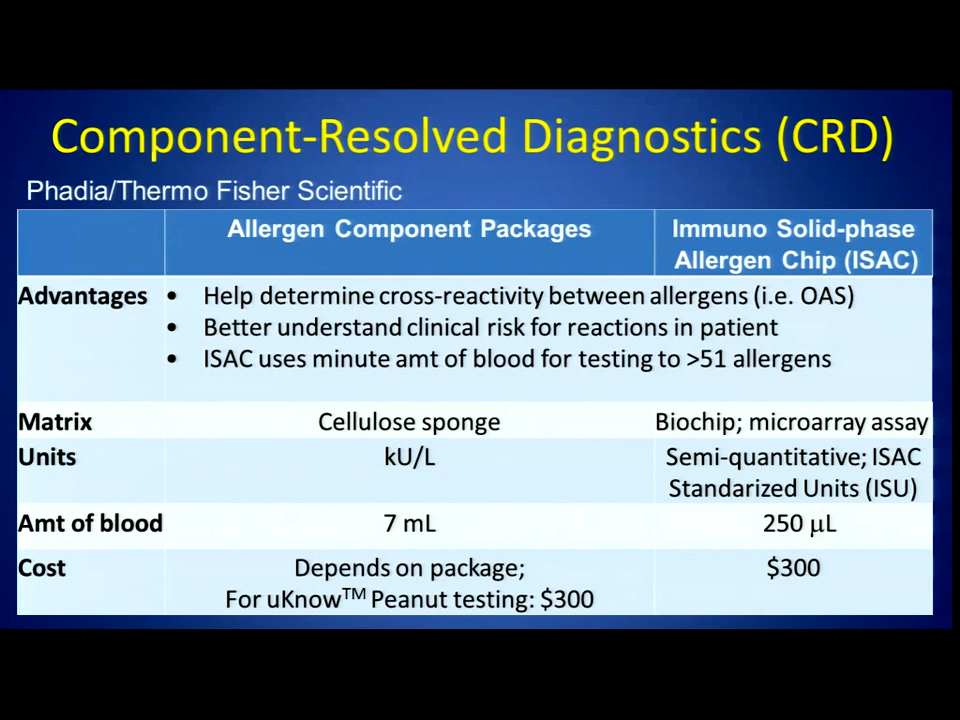 Component-Resolved Diagnostics (CRD)
Phadia/Thermo Fisher Scientific
Allergen Component Packages
Immuno Solid-phase
Allergen Chip (ISAC)
Advantages
• Help determine cross-reactivity between allergens (i.e. OAS)
• Better understand clinical risk for reactions in patient
• ISAC uses minute amt of blood for testing to >51 allergens
Matrix
Cellulose sponge
Biochip; microarray assay
Units
kU/L
Semi-quantitative; ISAC
Standarized Units (ISU)
Amt of blood
7 mL
250 μL
Cost
Depends on package;
For uKnow™ Peanut testing: $300
$300